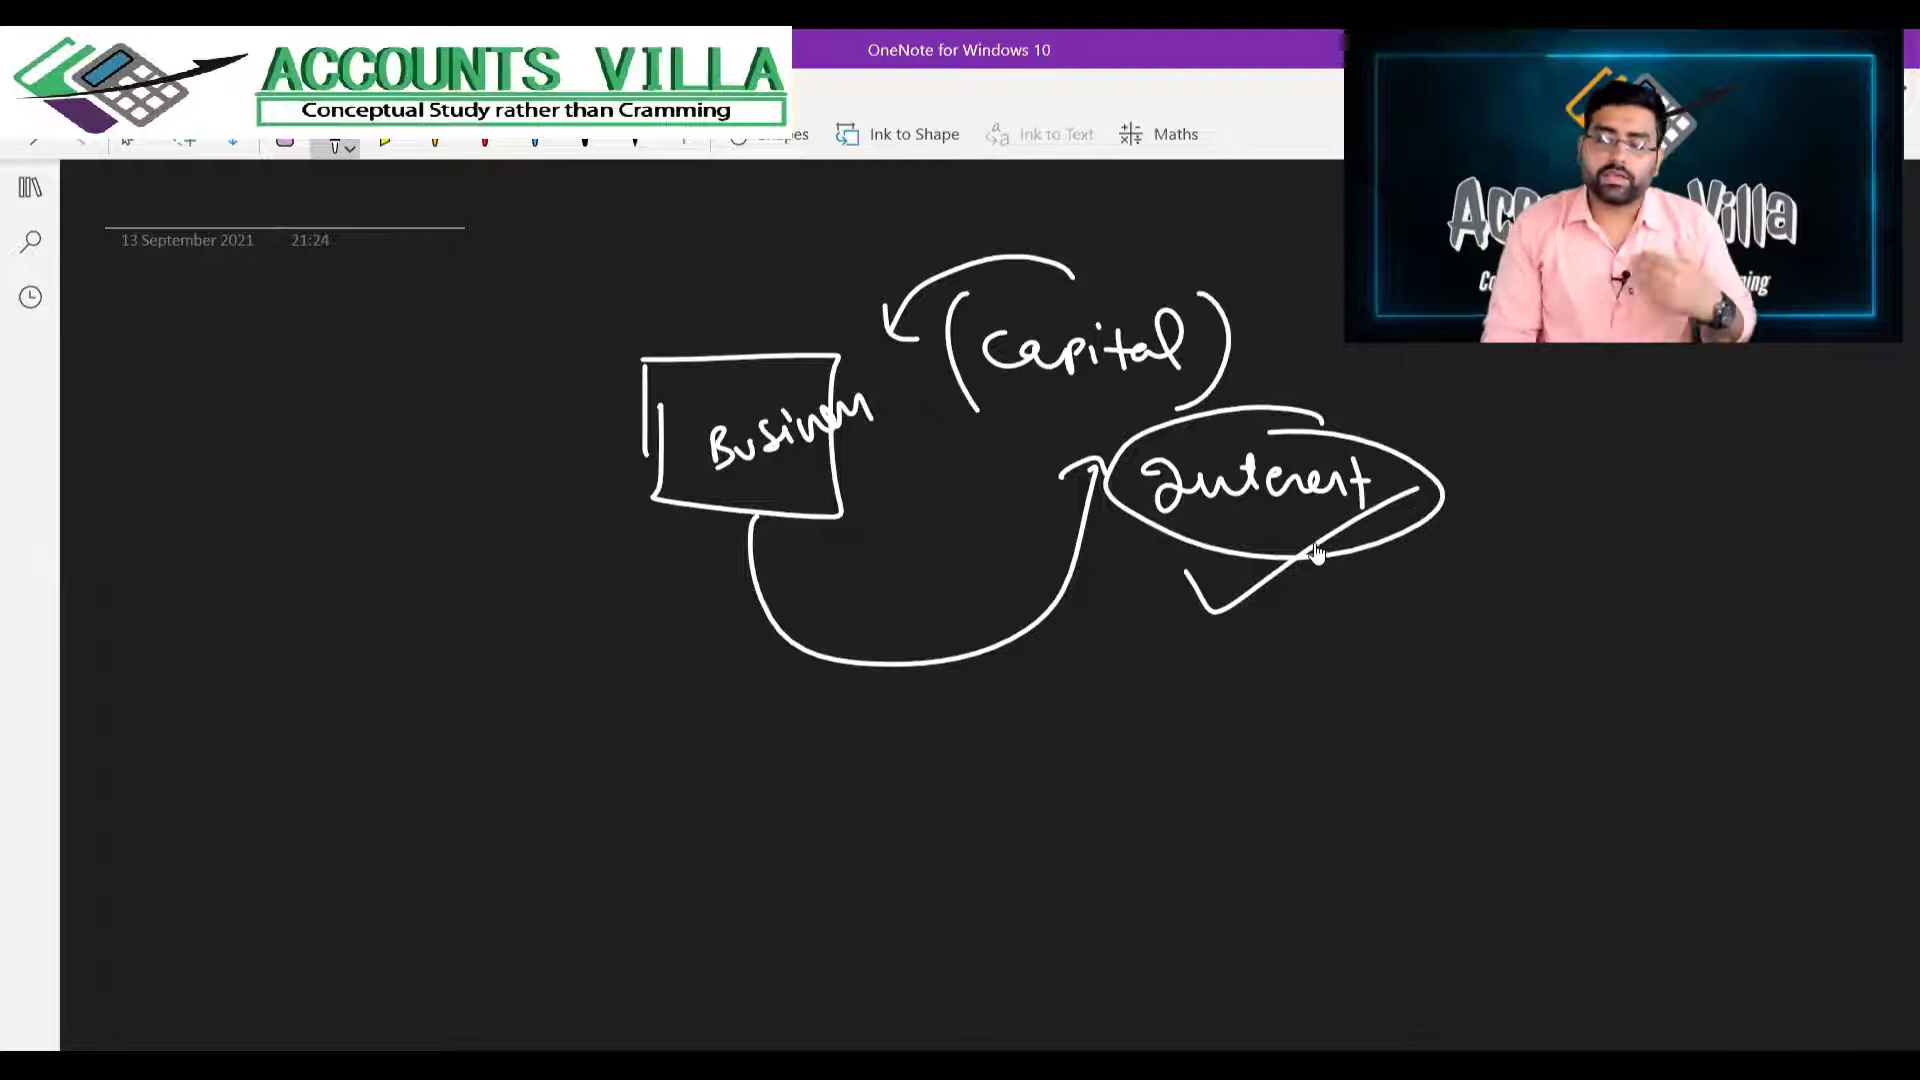 ACCOUNTS VILLA
Conceptual Study rather than Cramming
OneNote for Windows 10
Ink to Shape
Ink to Text
Maths
Villa
13 September 2021 21:24
Capital
Business
Interest